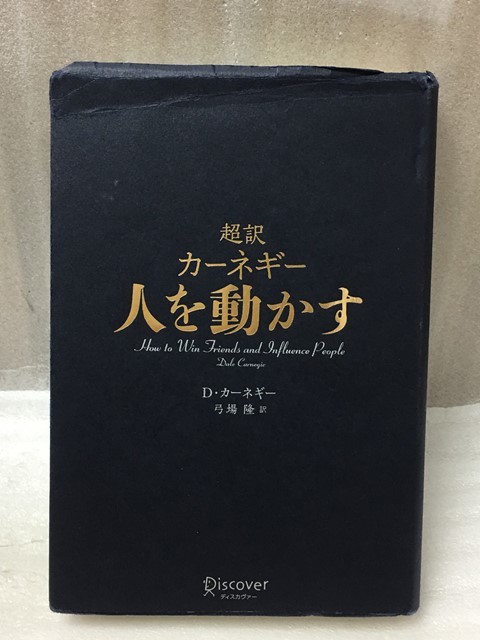 超訳
カーネギー
人を動かす
How to Win Friends and Influence People
Dale Carnegie
D・カーネギー
弓場 隆 訳
Discover
ディスカヴァー